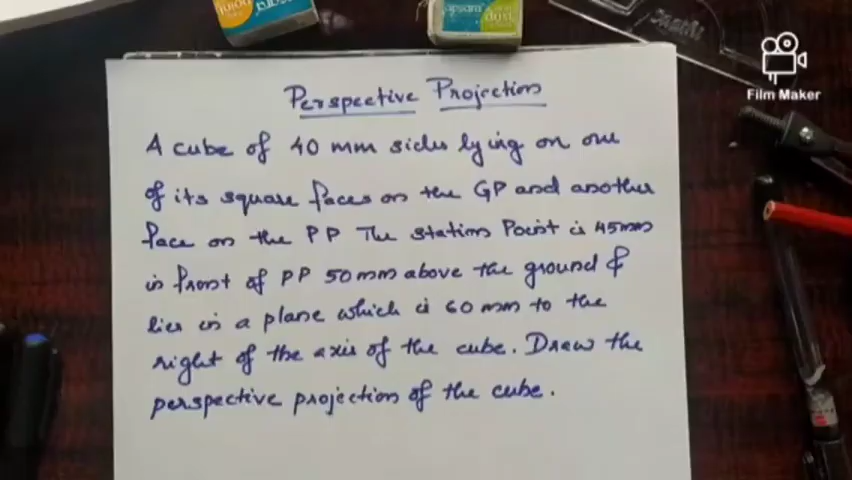 Perspective Projection
A cube of 40 mm sides lying on one
of its square faces on the GP and another
face on the PP The station Point is 45mm
in front of PP 50mm above the ground &
lies in a plane which is 60 mm to the
right of the axis of the cube. Draw the
perspective projection of the cube.
apsara
dust
Film Maker